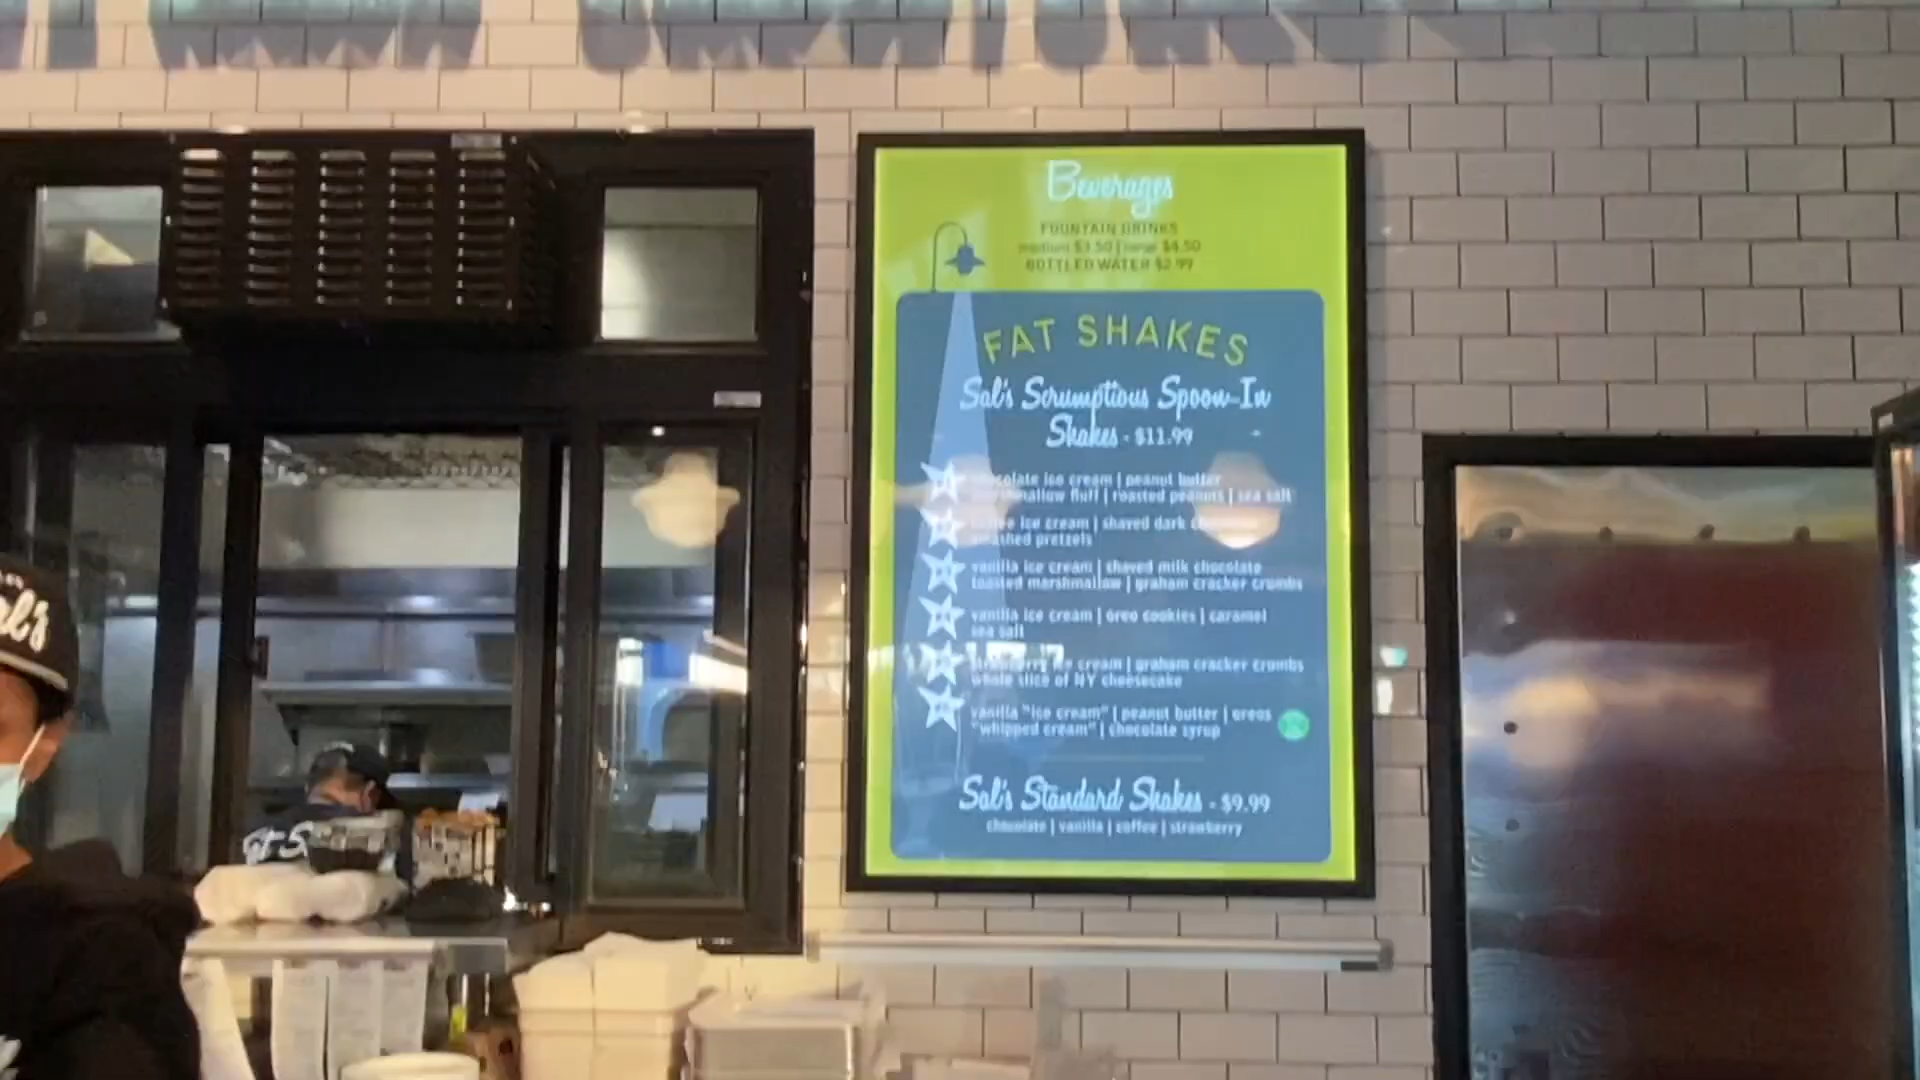 Beverages
FOUNTAIN DRINKS
medium $3.50 | large $4.50
BOTTLED WATER $2.99
FAT SHAKES
Sal's Scrumptious Spoon-In
Shakes - $11.99
chocolate ice cream | peanut butter
marshmallow fluff | roasted peanuts | sea salt
coffee ice cream | shaved dark
smashed pretzels
vanilla ice cream | shaved milk chocolate
toasted marshmallow | graham cracker crumbs
vanilla ice cream | oreo cookies | caramel
sea salt
strawberry ice cream | graham cracker crumbs
whole slice of NY cheesecake
vanilla "ice cream" | peanut butter | oreos
"whipped cream" | chocolate syrup
Sal's Standard Shakes - $9.99
chocolate | vanilla | coffee | strawberry